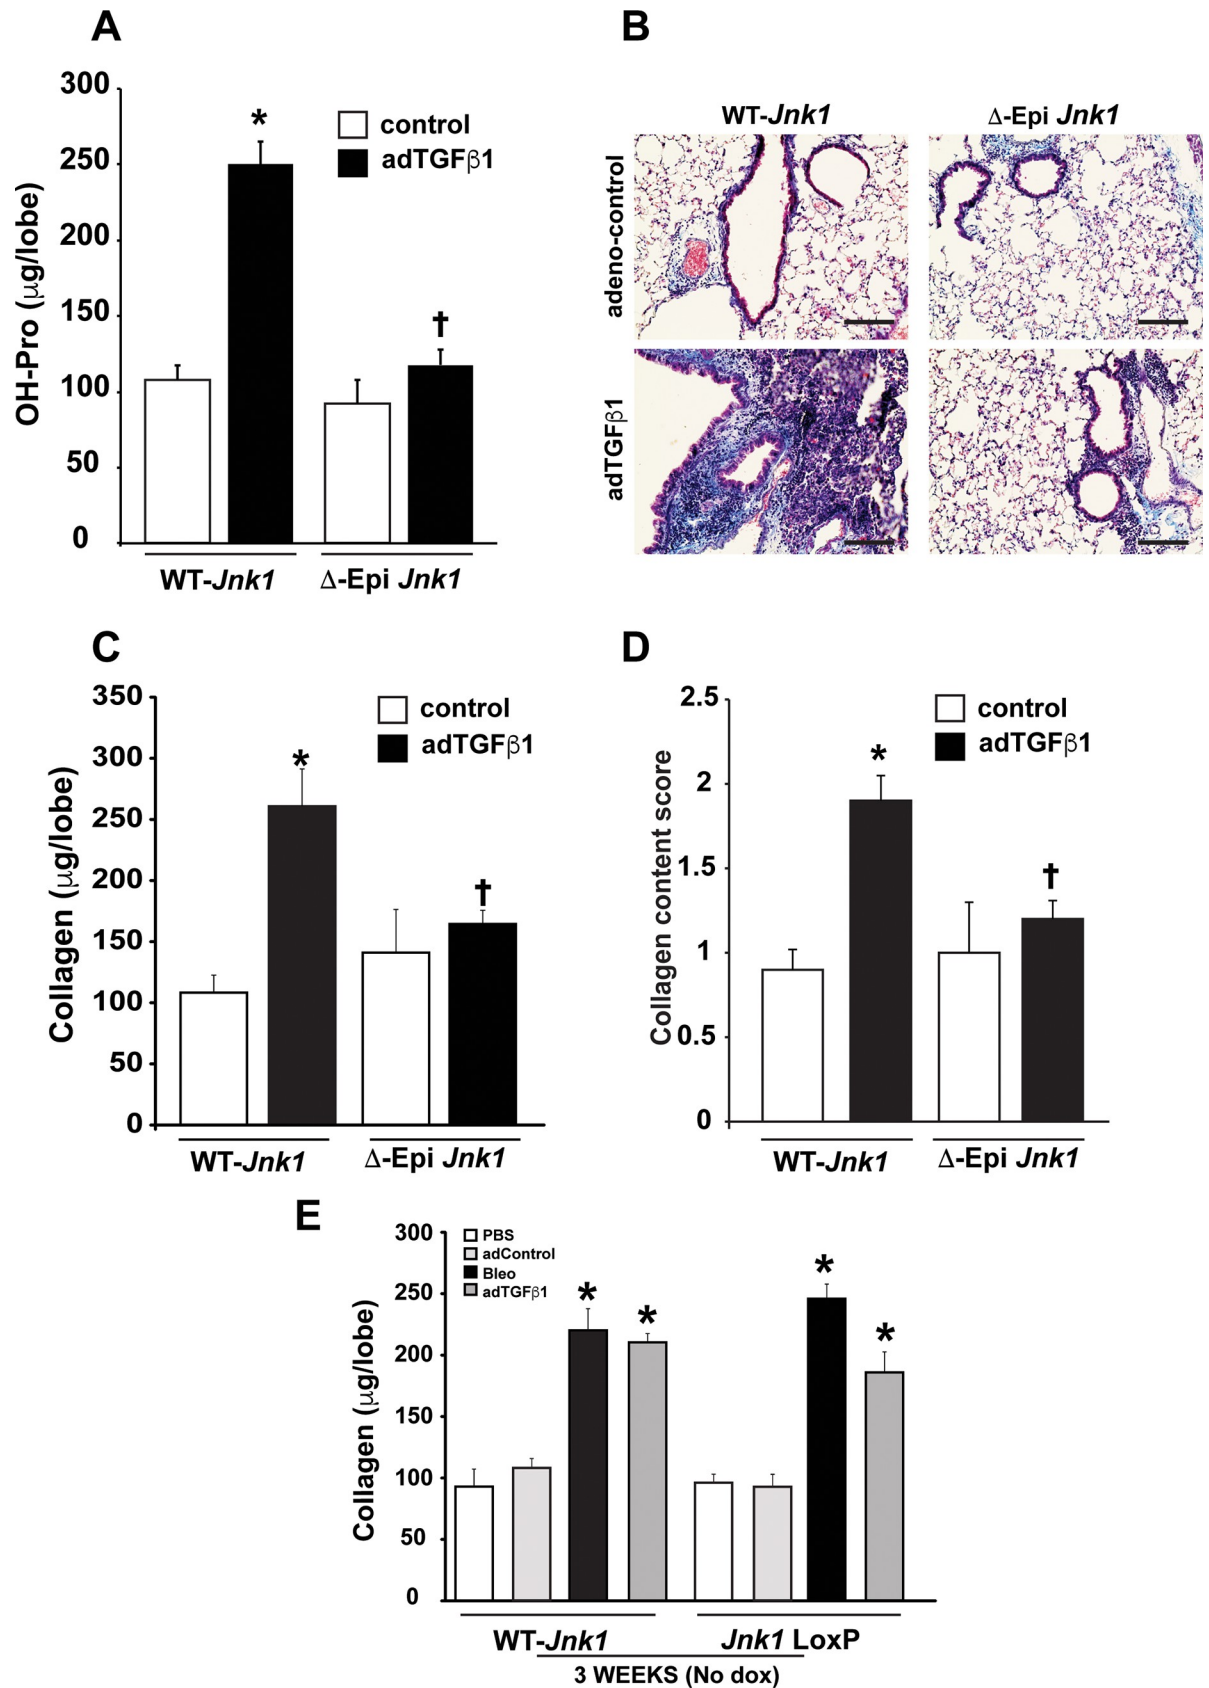 A
300
250
200
150
100
50
0
OH-Pro (μg/lobe)
control
adTGFβ1
*
†
WT-Jnk1
Δ-Epi Jnk1
B
WT-Jnk1
Δ-Epi Jnk1
adeno-control
adTGFβ1
C
350
300
250
200
150
100
50
0
Collagen (μg/lobe)
control
adTGFβ1
*
†
WT-Jnk1
Δ-Epi Jnk1
D
2.5
2
1.5
1
0.5
0
Collagen content score
control
adTGFβ1
*
†
WT-Jnk1
Δ-Epi Jnk1
E
300
250
200
150
100
50
0
Collagen (μg/lobe)
PBS
adControl
Bleo
adTGFβ1
*
*
*
*
WT-Jnk1
Jnk1 LoxP
3 WEEKS (No dox)